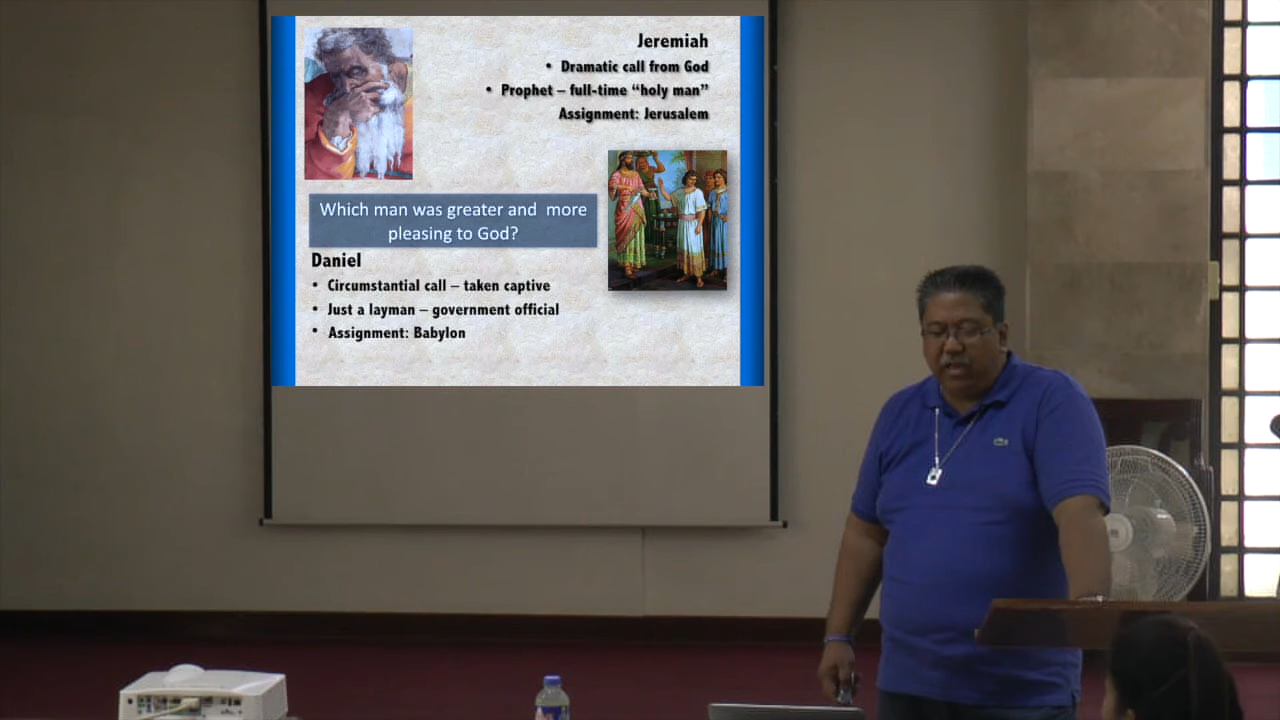 Jeremiah
• Dramatic call from God
• Prophet – full-time “holy man”
Assignment: Jerusalem
Which man was greater and  more
pleasing to God?
Daniel
• Circumstantial call – taken captive
• Just a layman – government official
• Assignment: Babylon